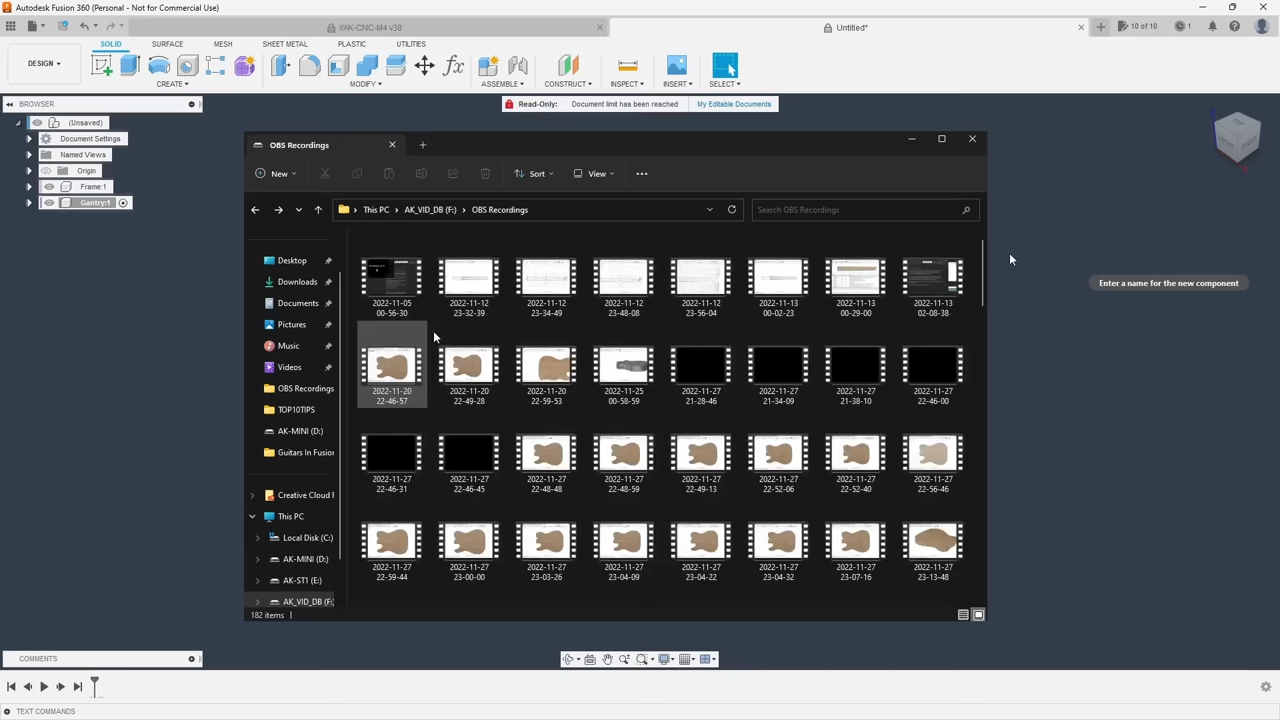 Autodesk Fusion 360 (Personal - Not for Commercial Use)
//AK-CNC-M4 v38
Untitled*
10 of 10
1
SOLID
SURFACE
MESH
SHEET METAL
PLASTIC
UTILITIES
DESIGN
CREATE
MODIFY
ASSEMBLE
CONSTRUCT
INSPECT
INSERT
SELECT
BROWSER
Read-Only: Document limit has been reached My Editable Documents
(Unsaved)
Document Settings
Named Views
Origin
Frame:1
Gantry:1
OBS Recordings
New
Sort
View
This PC > AK_VID_DB (F:) > OBS Recordings
Search OBS Recordings
Desktop
Downloads
Documents
Pictures
Music
Videos
OBS Recordings
TOP10TIPS
AK-MINI (D:)
Guitars In Fusion
Creative Cloud F
This PC
Local Disk (C:)
AK-MINI (D:)
AK-ST1 (E:)
AK_VID_DB (F:
2022-11-05 00-56-30
2022-11-12 23-32-39
2022-11-12 23-34-49
2022-11-12 23-48-08
2022-11-12 23-56-04
2022-11-13 00-02-23
2022-11-13 00-29-00
2022-11-13 02-08-38
2022-11-20 22-46-57
2022-11-20 22-49-28
2022-11-20 22-59-53
2022-11-25 00-58-59
2022-11-27 21-28-46
2022-11-27 21-34-09
2022-11-27 21-38-10
2022-11-27 22-46-00
2022-11-27 22-46-31
2022-11-27 22-46-45
2022-11-27 22-48-48
2022-11-27 22-48-59
2022-11-27 22-49-13
2022-11-27 22-52-06
2022-11-27 22-52-40
2022-11-27 22-56-46
2022-11-27 22-59-44
2022-11-27 23-00-00
2022-11-27 23-03-26
2022-11-27 23-04-09
2022-11-27 23-04-22
2022-11-27 23-04-32
2022-11-27 23-07-16
2022-11-27 23-13-48
182 items
Enter a name for the new component
COMMENTS
TEXT COMMANDS